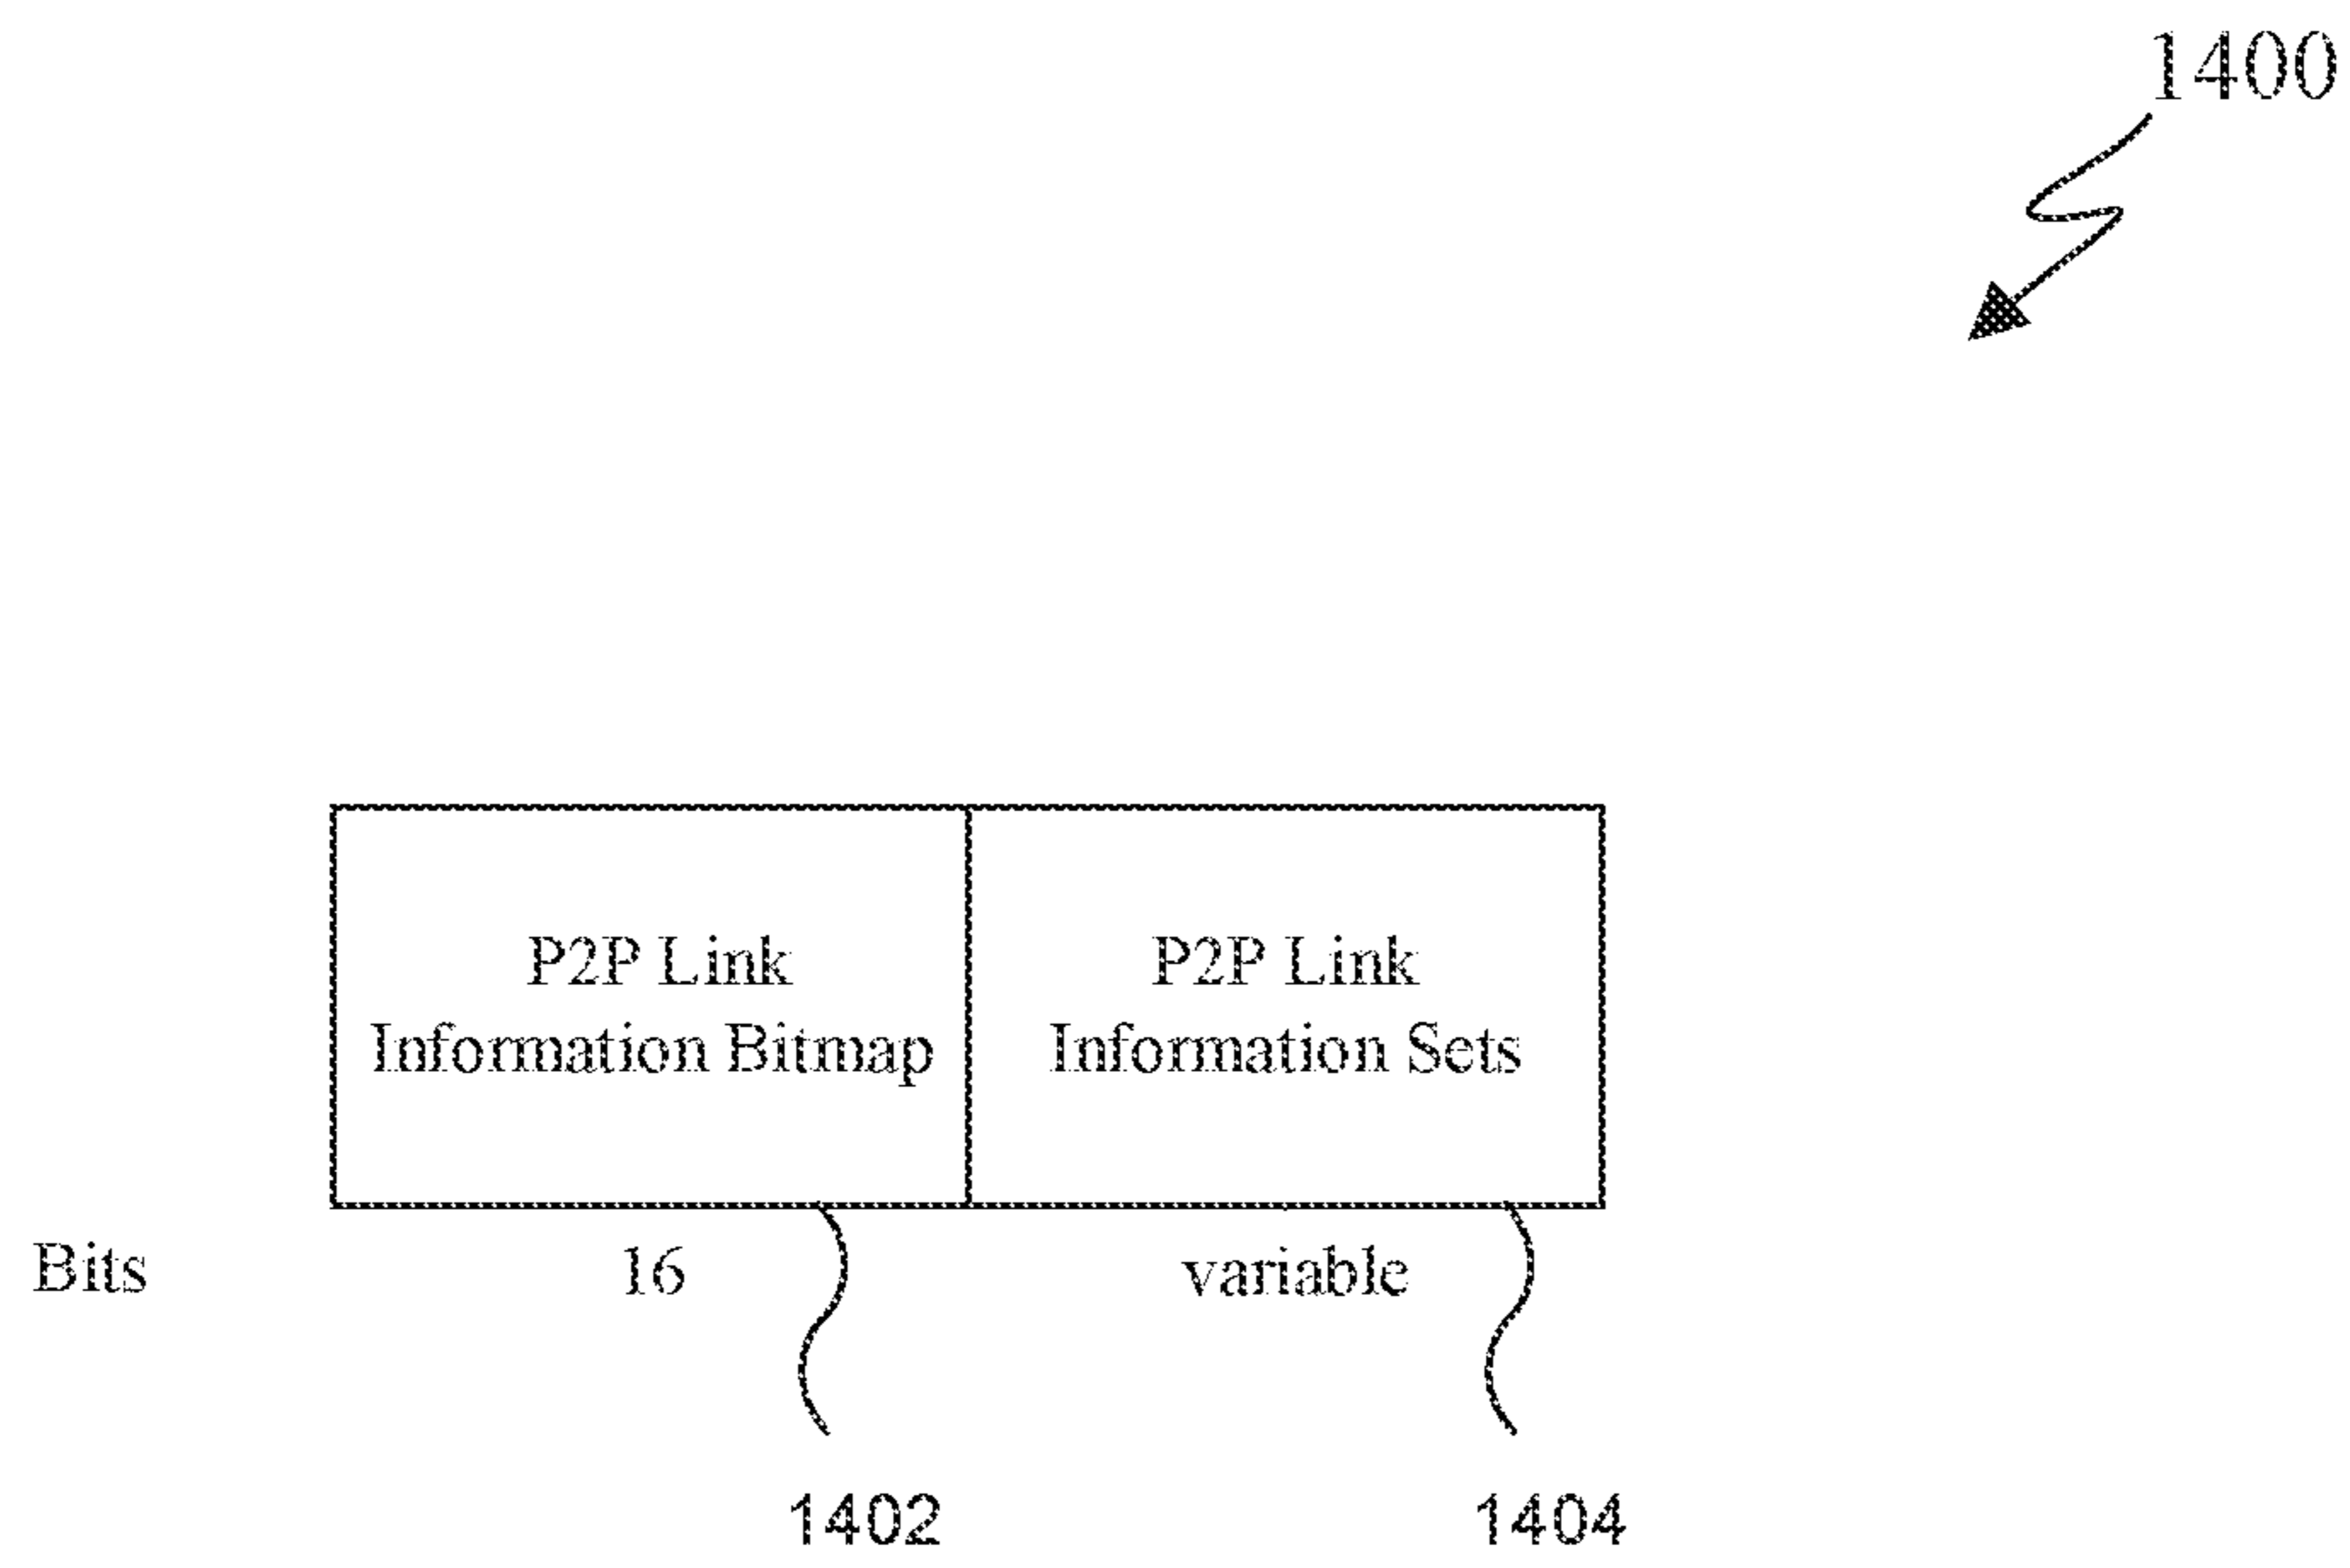 1400
P2P Link
Information Bitmap
P2P Link
Information Sets
Bits
16
variable
1402
1404